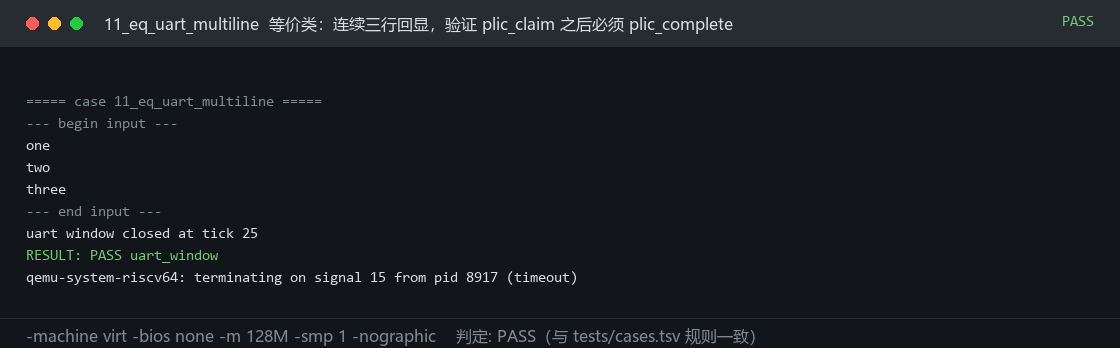 11_eq_uart_multiline 等价类：连续三行回显，验证 plic_claim 之后必须 plic_complete
PASS
===== case 11_eq_uart_multiline =====
--- begin input ---
one
two
three
--- end input ---
uart window closed at tick 25
RESULT: PASS uart_window
qemu-system-riscv64: terminating on signal 15 from pid 8917 (timeout)
-machine virt -bios none -m 128M -smp 1 -nographic 判定: PASS（与 tests/cases.tsv 规则一致）